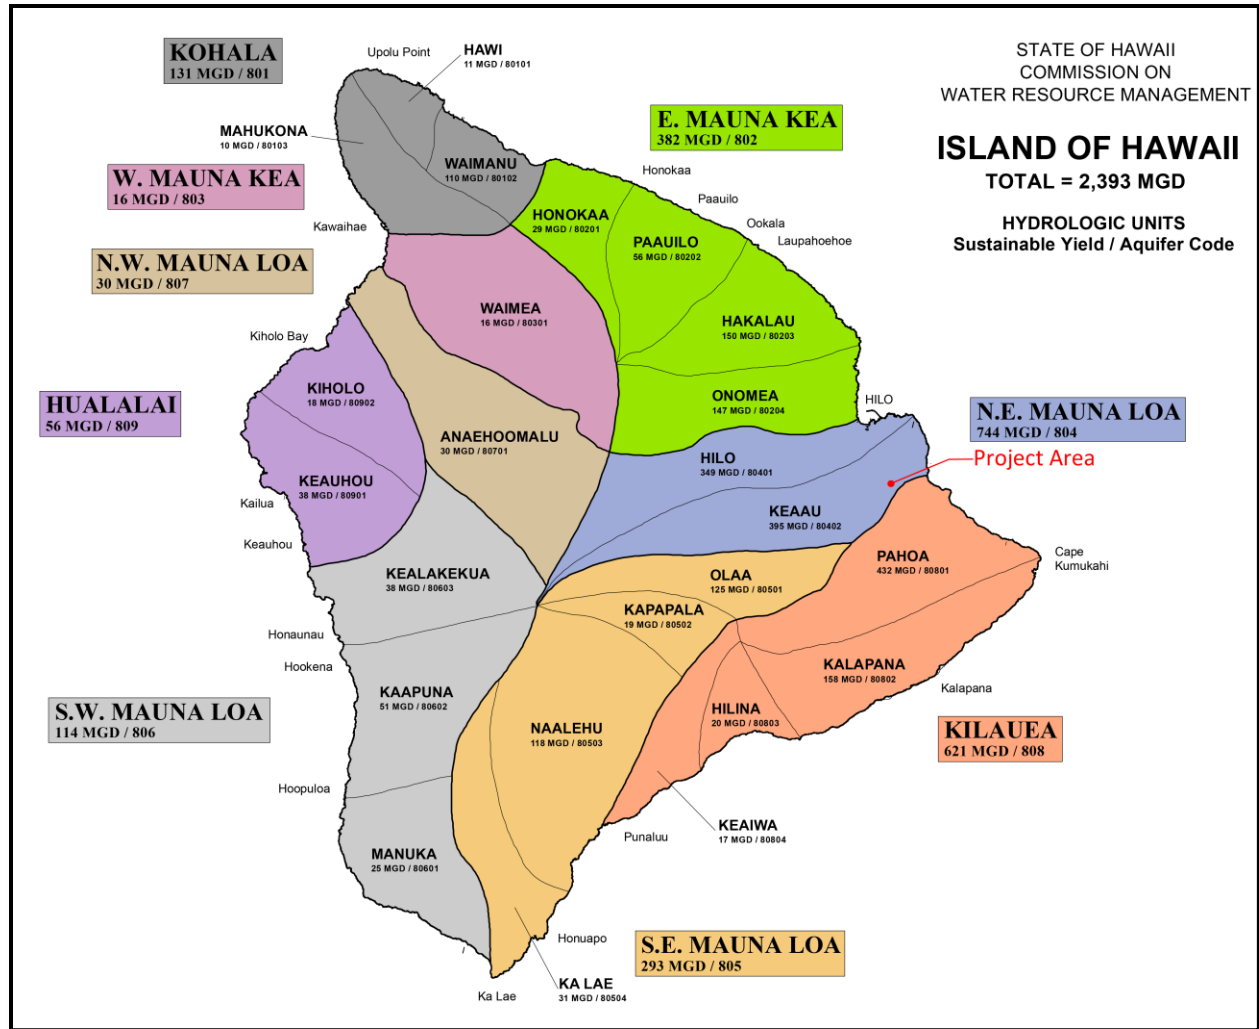 STATE OF HAWAII
COMMISSION ON
WATER RESOURCE MANAGEMENT
ISLAND OF HAWAII
TOTAL = 2,393 MGD
HYDROLOGIC UNITS
Sustainable Yield / Aquifer Code
KOHALA
131 MGD / 801
Upolu Point
HAWI
11 MGD / 80101
MAHUKONA
10 MGD / 80103
WAIMANU
110 MGD / 80102
E. MAUNA KEA
382 MGD / 802
W. MAUNA KEA
16 MGD / 803
Kawaihae
Honokaa
Paauilo
Ookala
Laupahoehoe
HONOKAA
29 MGD / 80201
PAAUILO
56 MGD / 80202
N.W. MAUNA LOA
30 MGD / 807
WAIMEA
16 MGD / 80301
HAKALAU
150 MGD / 80203
Kiholo Bay
KIHOLO
18 MGD / 80902
ONOMEA
147 MGD / 80204
HILO
HUALALAI
56 MGD / 809
ANAEHOOMALU
30 MGD / 80701
N.E. MAUNA LOA
744 MGD / 804
Project Area
HILO
349 MGD / 80401
KEAUHOU
38 MGD / 80901
Kailua
KEAAU
395 MGD / 80402
Keauhou
KEALAKEKUA
38 MGD / 80603
OLAA
125 MGD / 80501
PAHOA
432 MGD / 80801
Cape
Kumukahi
KAPAPALA
19 MGD / 80502
Honaunau
Hookena
KALAPANA
158 MGD / 80802
Kalapana
KAAPUNA
51 MGD / 80602
S.W. MAUNA LOA
114 MGD / 806
NAALEHU
118 MGD / 80503
HILINA
20 MGD / 80803
KILAUEA
621 MGD / 808
Hoopuloa
KEAIWA
17 MGD / 80804
Punaluu
MANUKA
25 MGD / 80601
Honuapo
S.E. MAUNA LOA
293 MGD / 805
KA LAE
31 MGD / 80504
Ka Lae